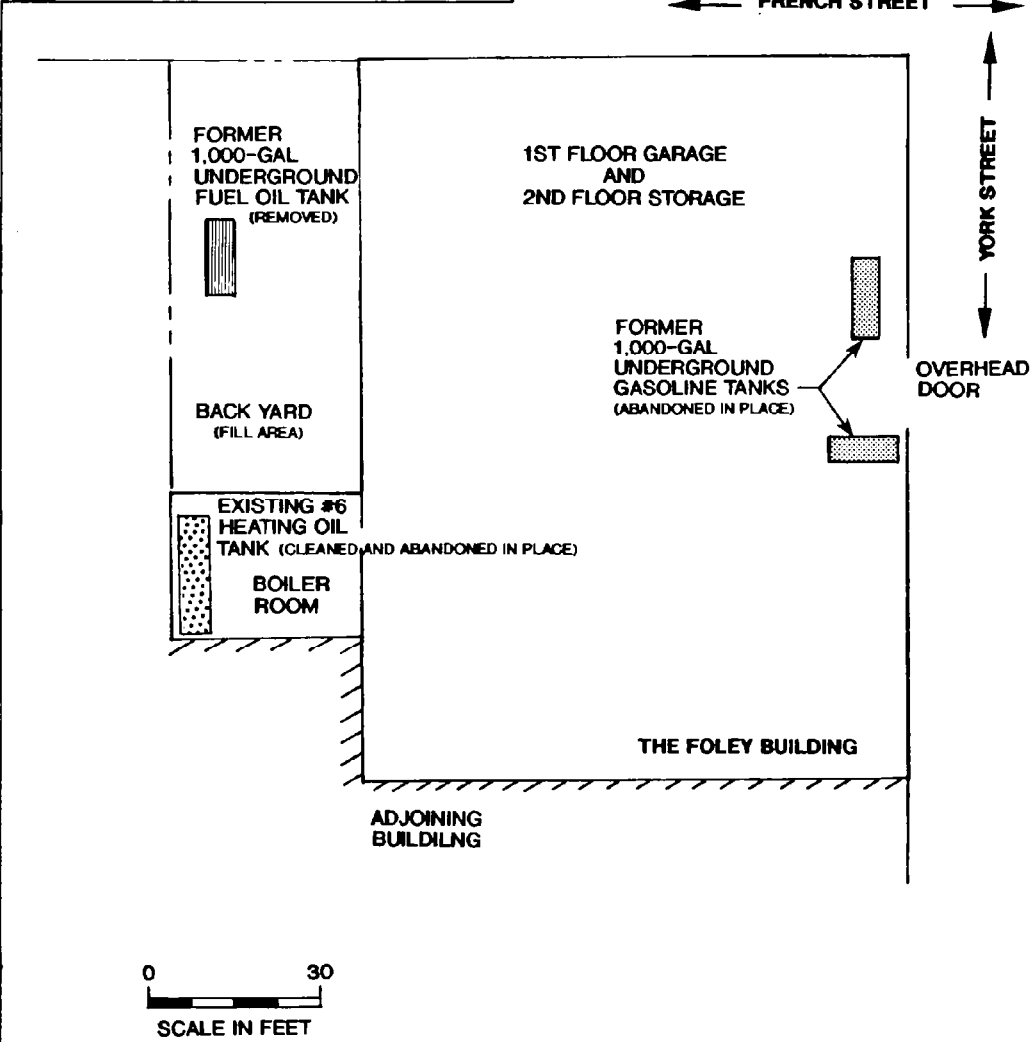 FRENCH STREET
YORK STREET
FORMER
1,000-GAL
UNDERGROUND
FUEL OIL TANK
(REMOVED)
1ST FLOOR GARAGE
AND
2ND FLOOR STORAGE
FORMER
1,000-GAL
UNDERGROUND
GASOLINE TANKS
(ABANDONED IN PLACE)
OVERHEAD
DOOR
BACK YARD
(FILL AREA)
EXISTING #6
HEATING OIL
TANK (CLEANED AND ABANDONED IN PLACE)
BOILER
ROOM
THE FOLEY BUILDING
ADJOINING
BUILDILNG
0 30
SCALE IN FEET